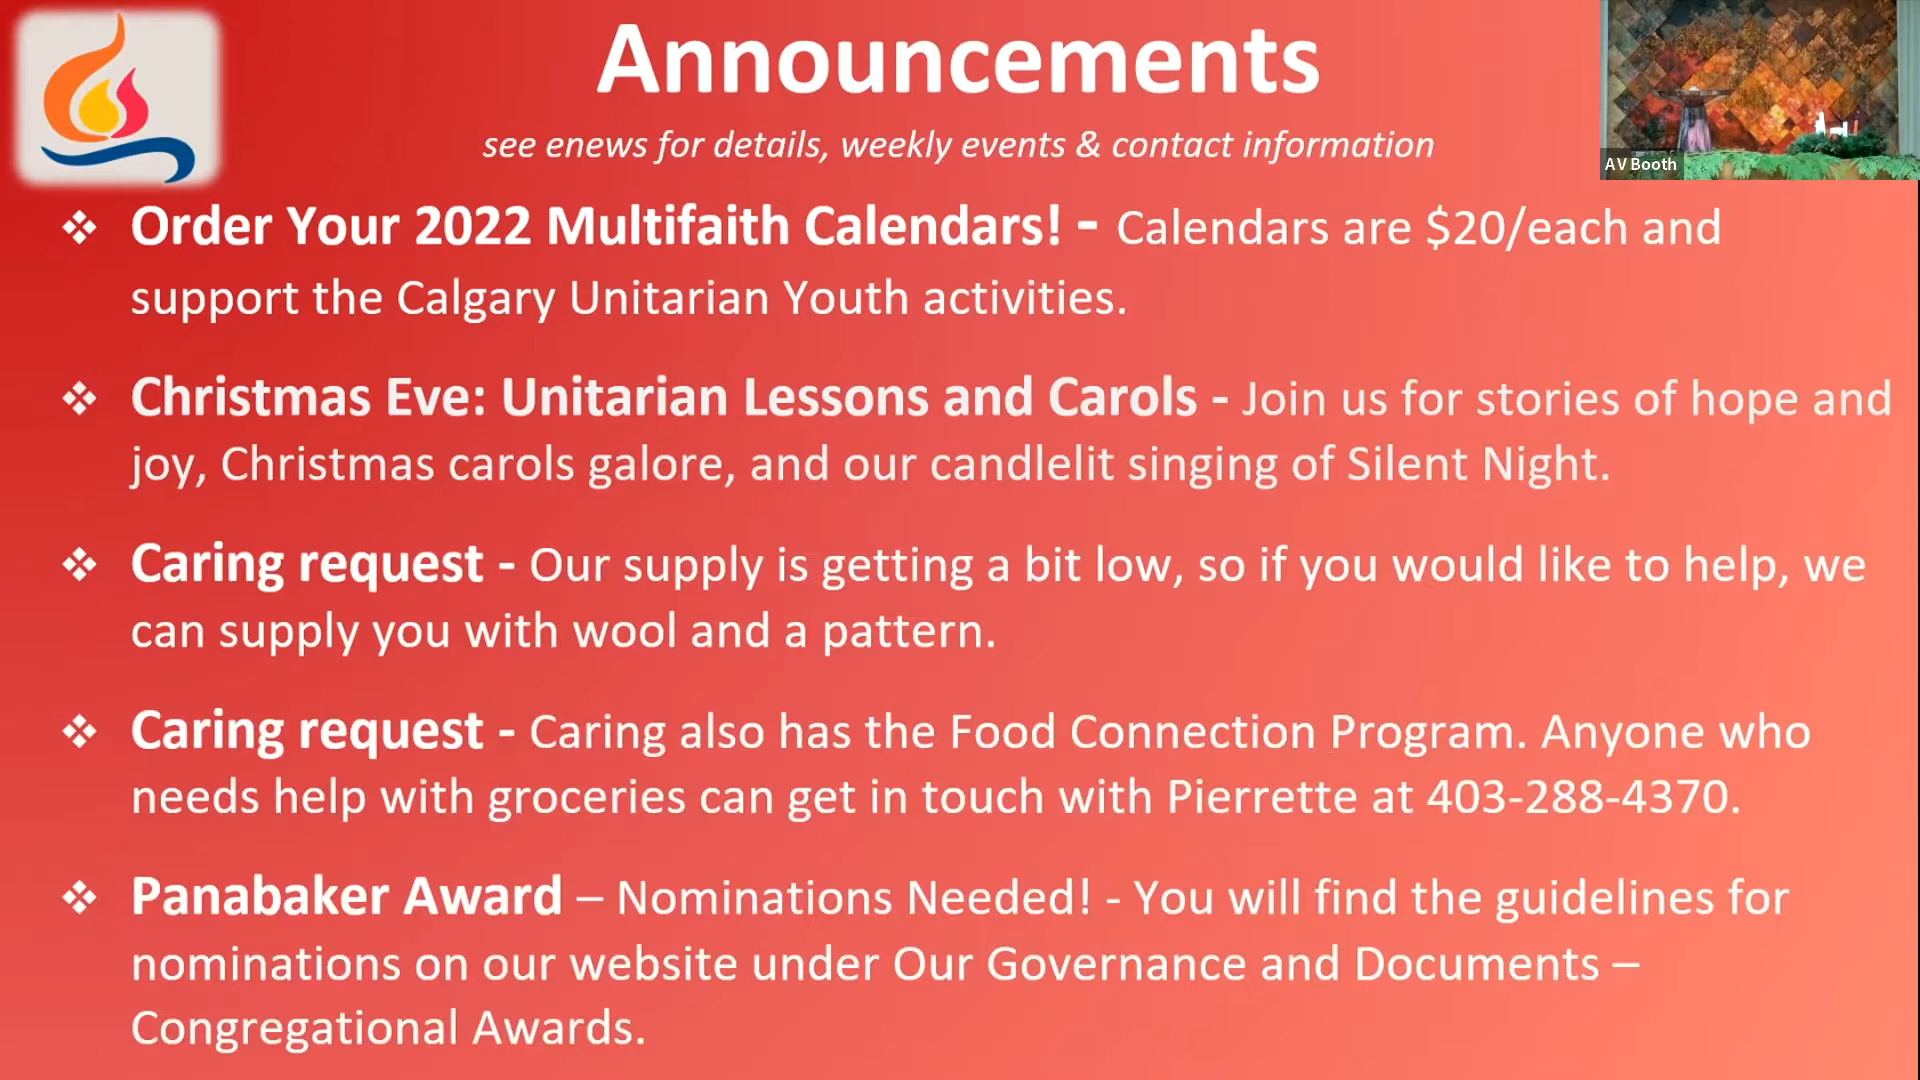 Announcements
see enews for details, weekly events & contact information
AV Booth
❖ Order Your 2022 Multifaith Calendars! - Calendars are $20/each and
support the Calgary Unitarian Youth activities.
❖ Christmas Eve: Unitarian Lessons and Carols - Join us for stories of hope and
joy, Christmas carols galore, and our candlelit singing of Silent Night.
❖ Caring request - Our supply is getting a bit low, so if you would like to help, we
can supply you with wool and a pattern.
❖ Caring request - Caring also has the Food Connection Program. Anyone who
needs help with groceries can get in touch with Pierrette at 403-288-4370.
❖ Panabaker Award – Nominations Needed! - You will find the guidelines for
nominations on our website under Our Governance and Documents –
Congregational Awards.